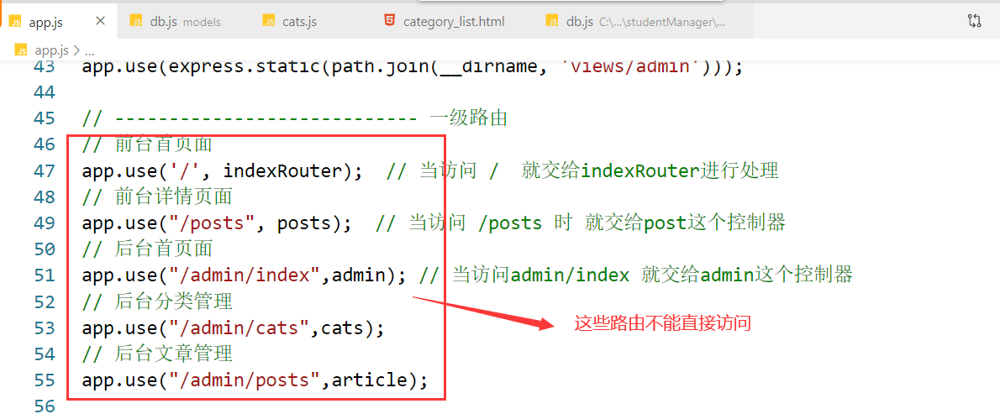 app.js
db.js models
cats.js
category_list.html
db.js C:\...\studentManager\...
app.js > ...
43 app.use(express.static(path.join(__dirname, 'views/admin')));
44
45 // ---------------------------- 一级路由
46 // 前台首页面
47 app.use('/', indexRouter); // 当访问 / 就交给indexRouter进行处理
48 // 前台详情页面
49 app.use("/posts", posts); // 当访问 /posts 时 就交给post这个控制器
50 // 后台首页面
51 app.use("/admin/index",admin); // 当访问admin/index 就交给admin这个控制器
52 // 后台分类管理
这些路由不能直接访问
53 app.use("/admin/cats",cats);
54 // 后台文章管理
55 app.use("/admin/posts",article);
56